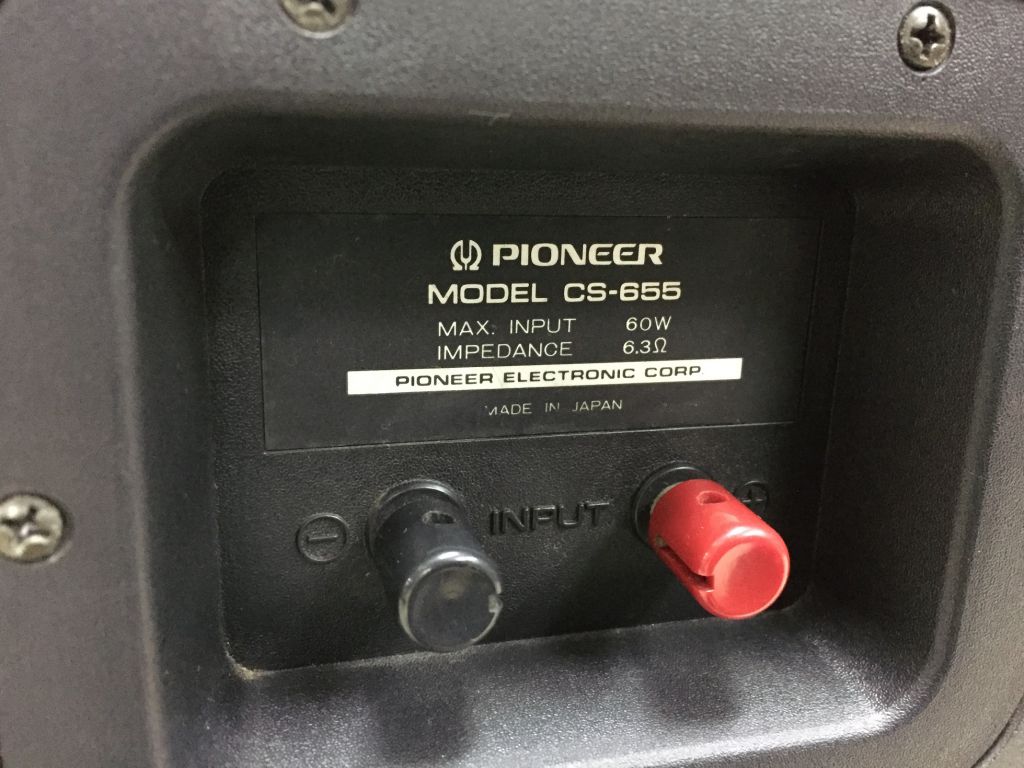 PIONEER
MODEL CS-655
MAX. INPUT 60W
IMPEDANCE 6.3Ω
PIONEER ELECTRONIC CORP.
MADE IN JAPAN
⊖ INPUT ⊕